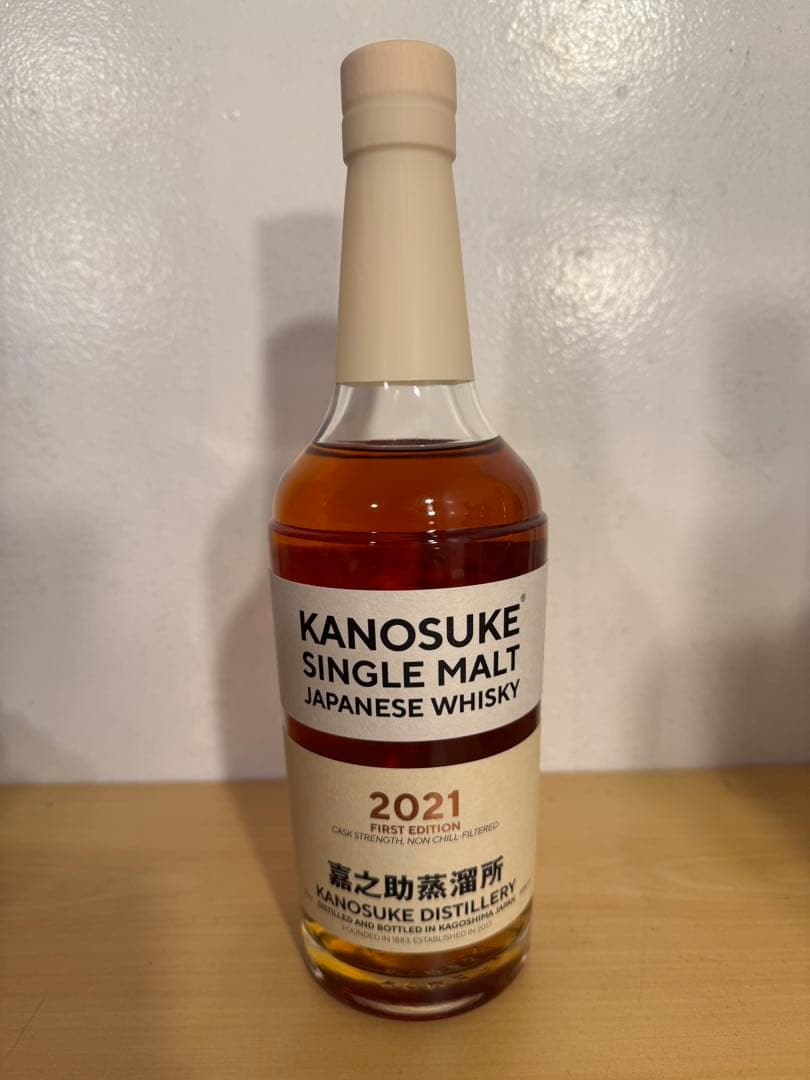 KANOSUKE®
SINGLE MALT
JAPANESE WHISKY
2021
FIRST EDITION
CASK STRENGTH, NON CHILL-FILTERED
嘉之助蒸溜所
KANOSUKE DISTILLERY
DISTILLED AND BOTTLED IN KAGOSHIMA JAPAN
FOUNDED IN 1883, ESTABLISHED IN 2017